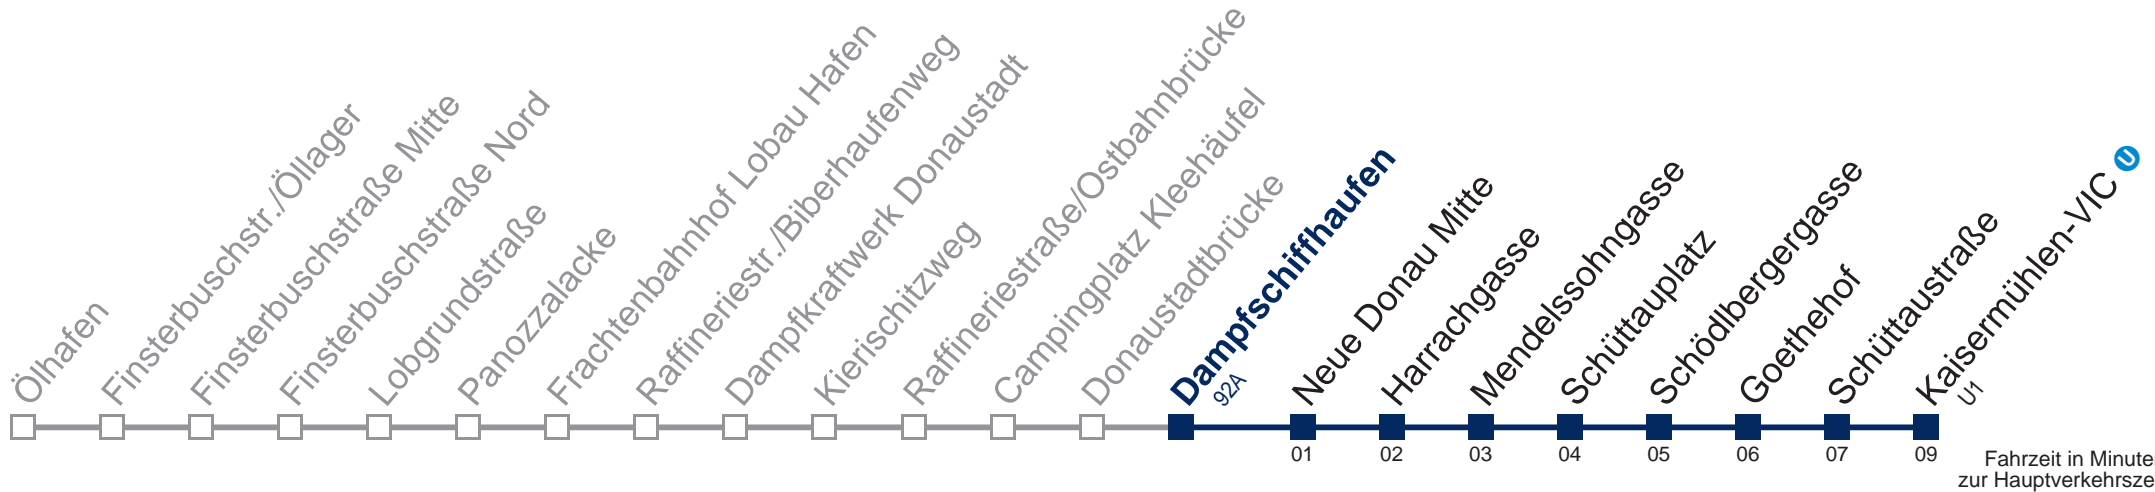 Ölhafen
Finsterbuschstr./Öllager
Finsterbuschstraße Mitte
Finsterbuschstraße Nord
Lobgrundstraße
Panozzalacke
Frachtenbahnhof Lobau Hafen
Raffineriestr./Biberhaufenweg
Dampfkraftwerk Donaustadt
Kierischitzweg
Raffineriestraße/Ostbahnbrücke
Campingplatz Kleehäufel
Donaustadtbrücke
Dampfschiffhaufen
92A
Neue Donau Mitte
Harrachgasse
Mendelssohngasse
Schüttauplatz
Schödlbergergasse
Goethehof
Schüttaustraße
Kaisermühlen-VIC U
U1
01 02 03 04 05 06 07 09
Fahrzeit in Minute
zur Hauptverkehrsze